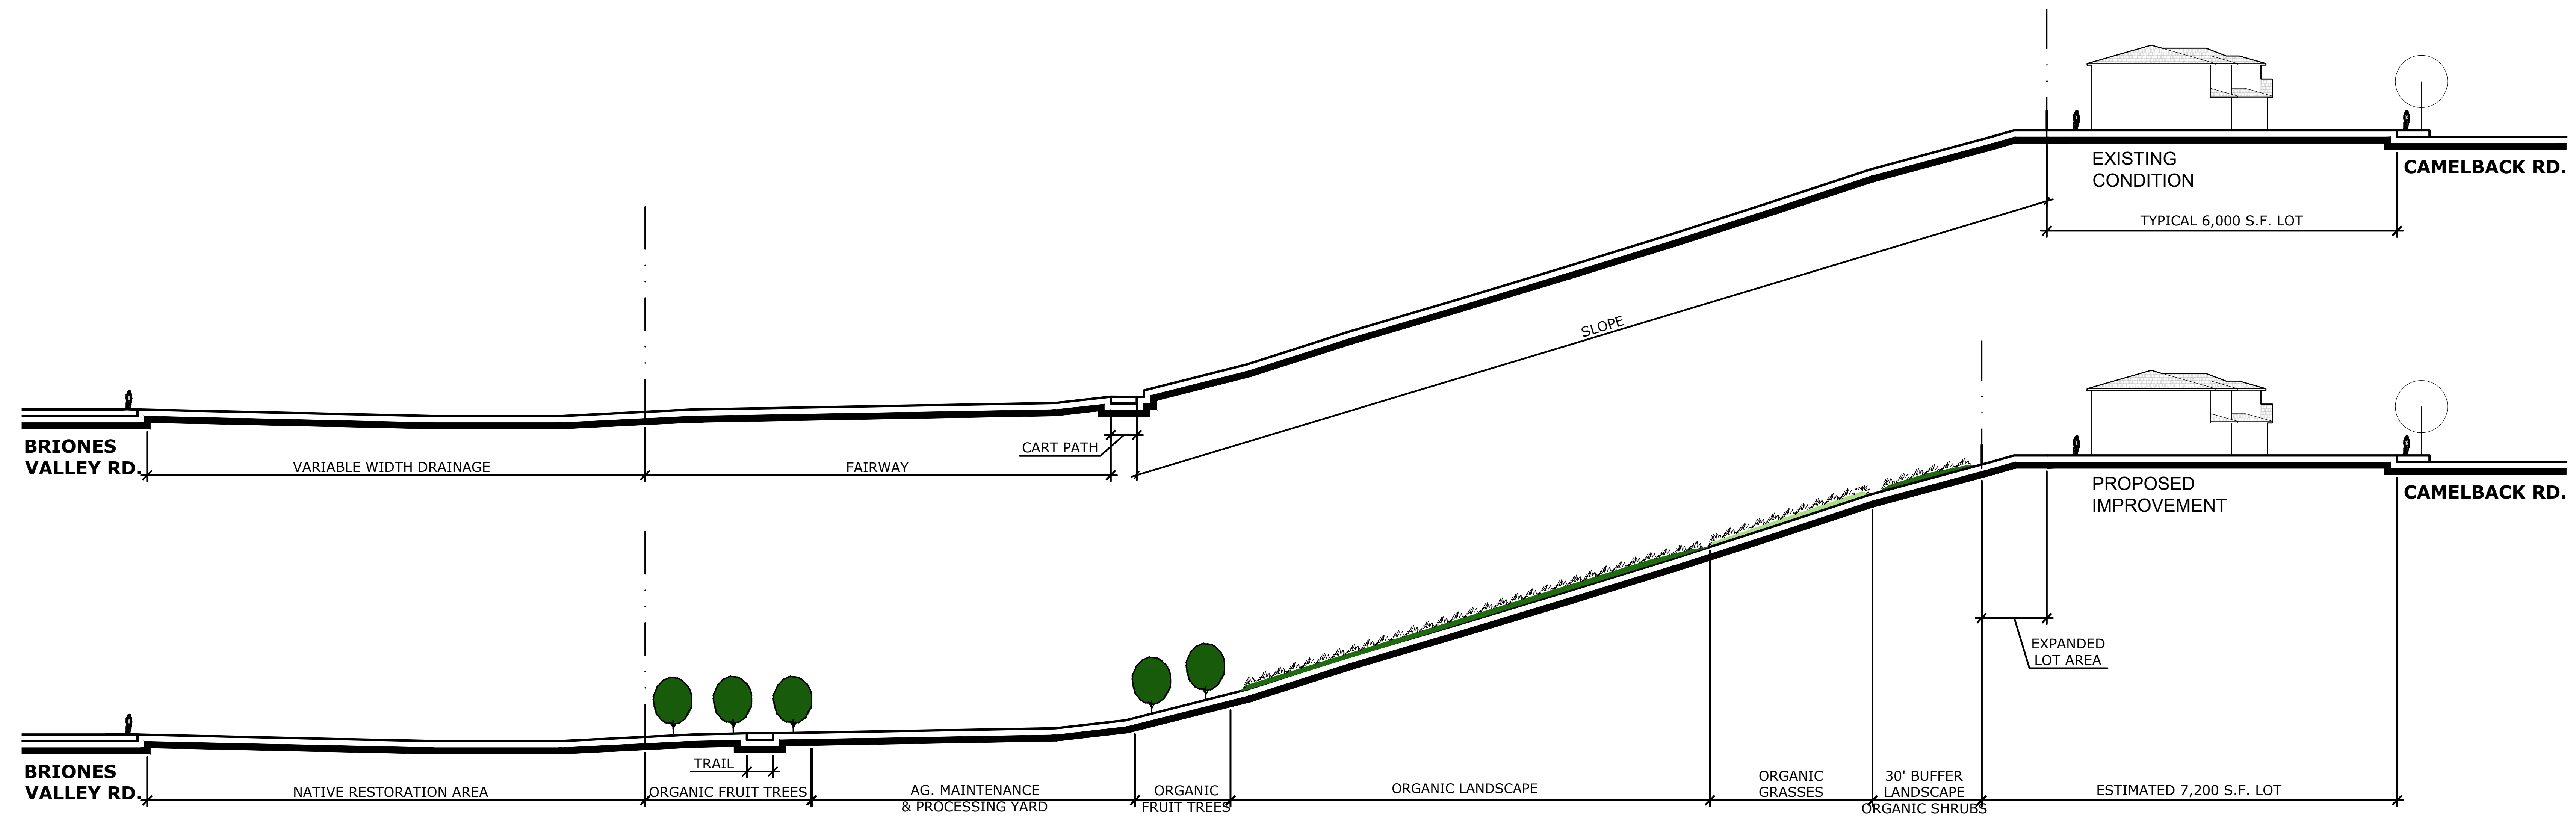 EXISTING
CONDITION
CAMELBACK RD.
TYPICAL 6,000 S.F. LOT
SLOPE
BRIONES
VALLEY RD.
VARIABLE WIDTH DRAINAGE
FAIRWAY
CART PATH
PROPOSED
IMPROVEMENT
CAMELBACK RD.
EXPANDED
LOT AREA
BRIONES
VALLEY RD.
NATIVE RESTORATION AREA
TRAIL
ORGANIC FRUIT TREES
AG. MAINTENANCE
& PROCESSING YARD
ORGANIC
FRUIT TREES
ORGANIC LANDSCAPE
ORGANIC
GRASSES
30' BUFFER
LANDSCAPE
ORGANIC SHRUBS
ESTIMATED 7,200 S.F. LOT